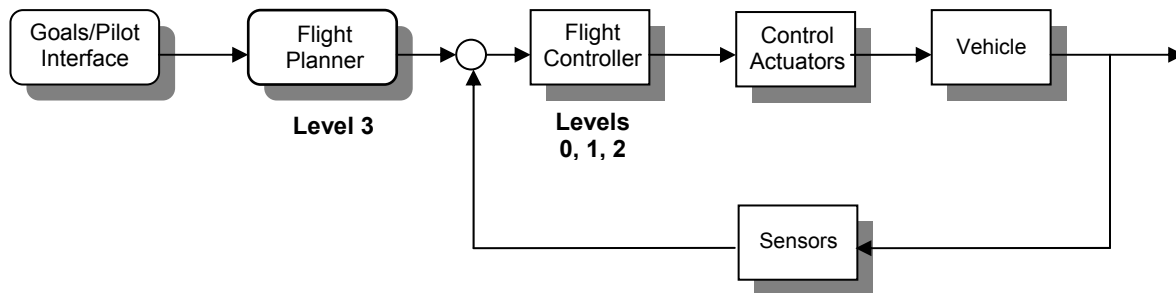 Goals/Pilot
Interface
Flight
Planner
Flight
Controller
Control
Actuators
Vehicle
Level 3
Levels
0, 1, 2
Sensors